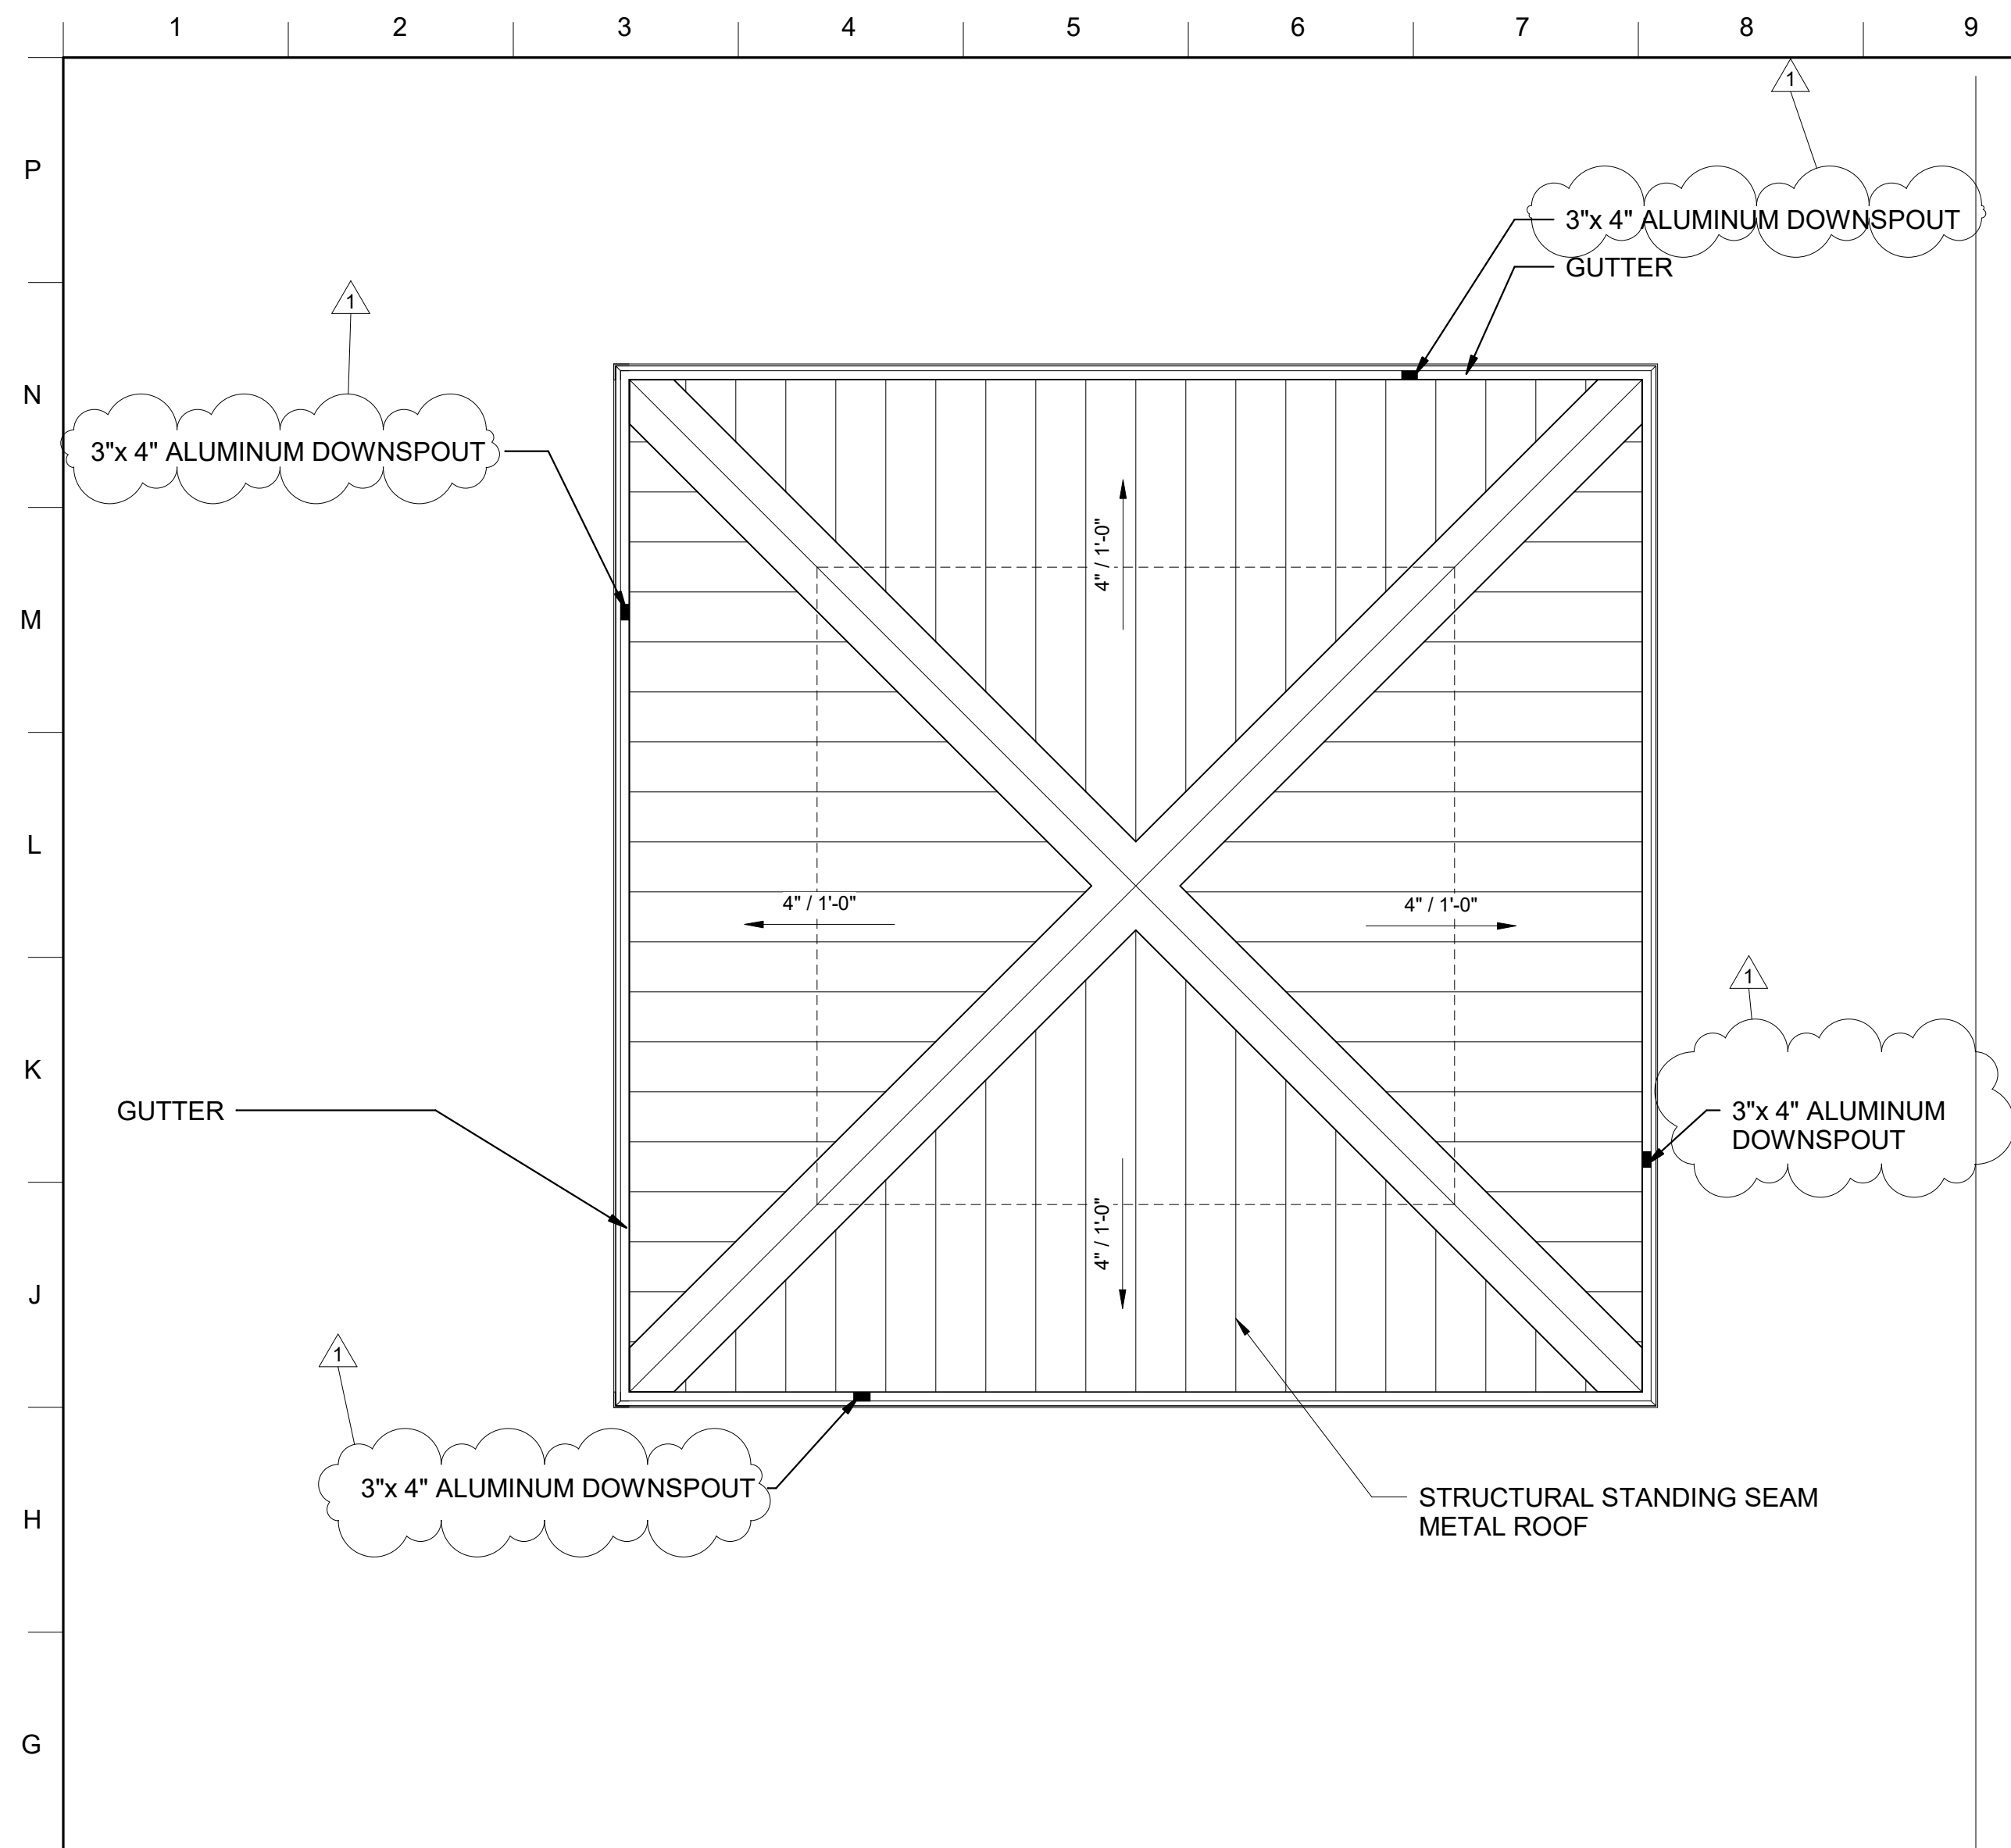 1 2 3 4 5 6 7 8 9
1
P
3"x 4" ALUMINUM DOWNSPOUT
GUTTER
1
N
3"x 4" ALUMINUM DOWNSPOUT
4" / 1'-0"
M
L
4" / 1'-0"
4" / 1'-0"
1
K
GUTTER
3"x 4" ALUMINUM
DOWNSPOUT
4" / 1'-0"
J
1
3"x 4" ALUMINUM DOWNSPOUT
STRUCTURAL STANDING SEAM
METAL ROOF
H
G